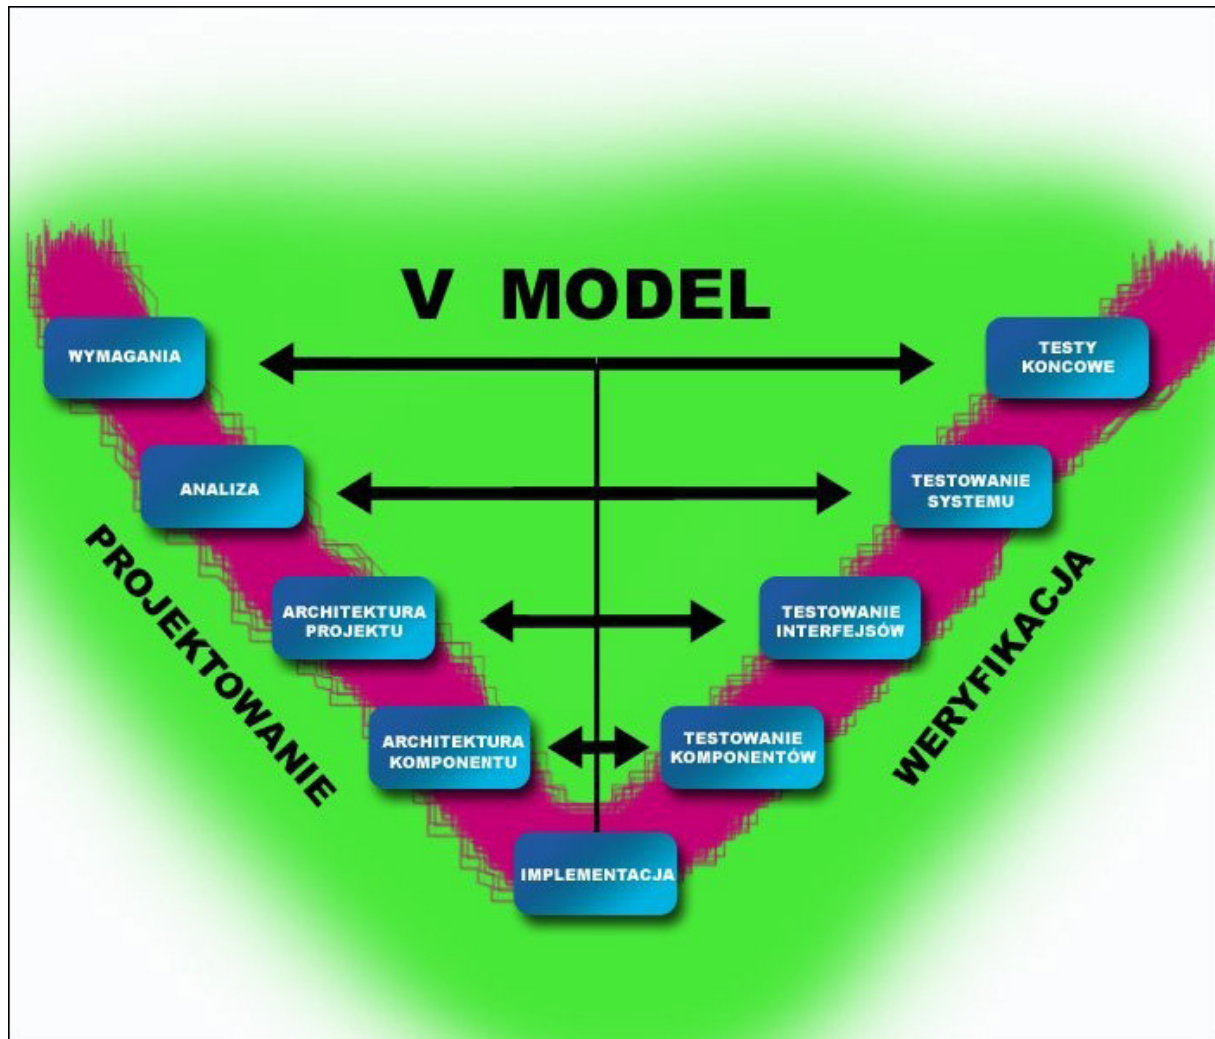 V MODEL
WYMAGANIA
TESTY
KONCOWE
ANALIZA
TESTOWANIE
SYSTEMU
PROJEKTOWANIE
WERYFIKACJA
ARCHITEKTURA
PROJEKTU
TESTOWANIE
INTERFEJSÓW
ARCHITEKTURA
KOMPONENTU
TESTOWANIE
KOMPONENTÓW
IMPLEMENTACJA